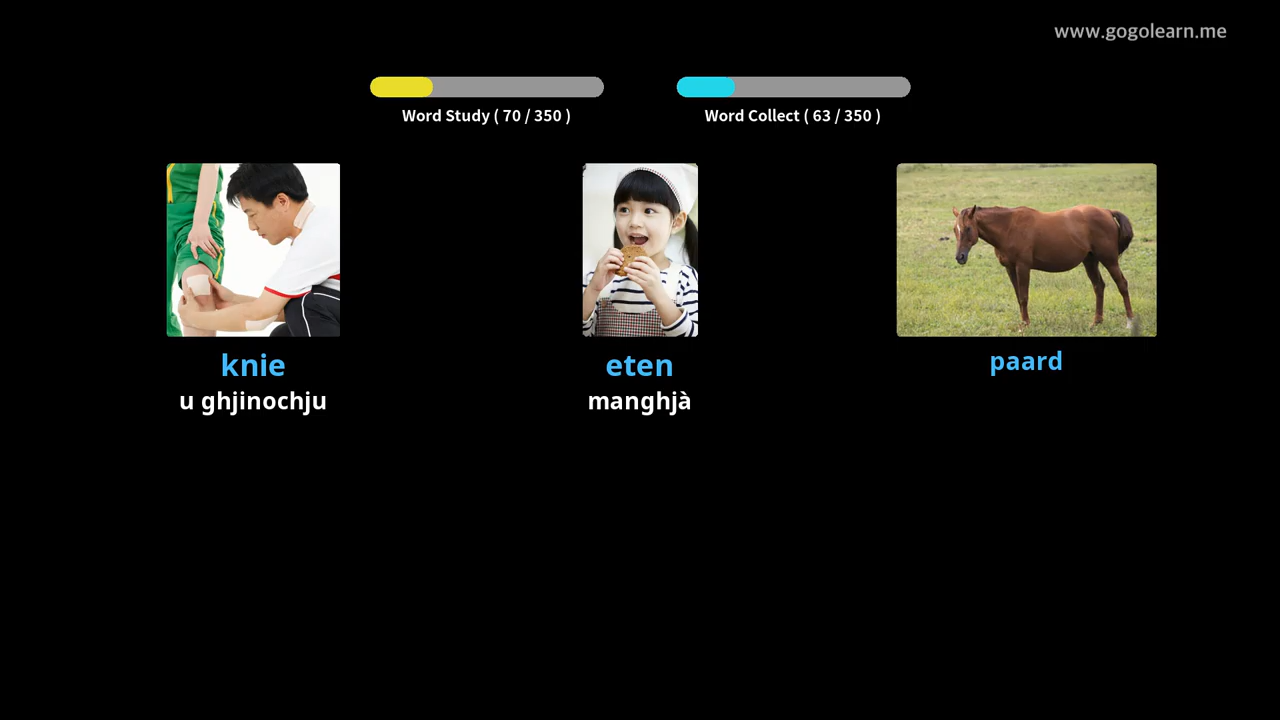 www.gogolearn.me
Word Study ( 70 / 350 )
Word Collect ( 63 / 350 )
knie
u ghjinochju
eten
manghjà
paard